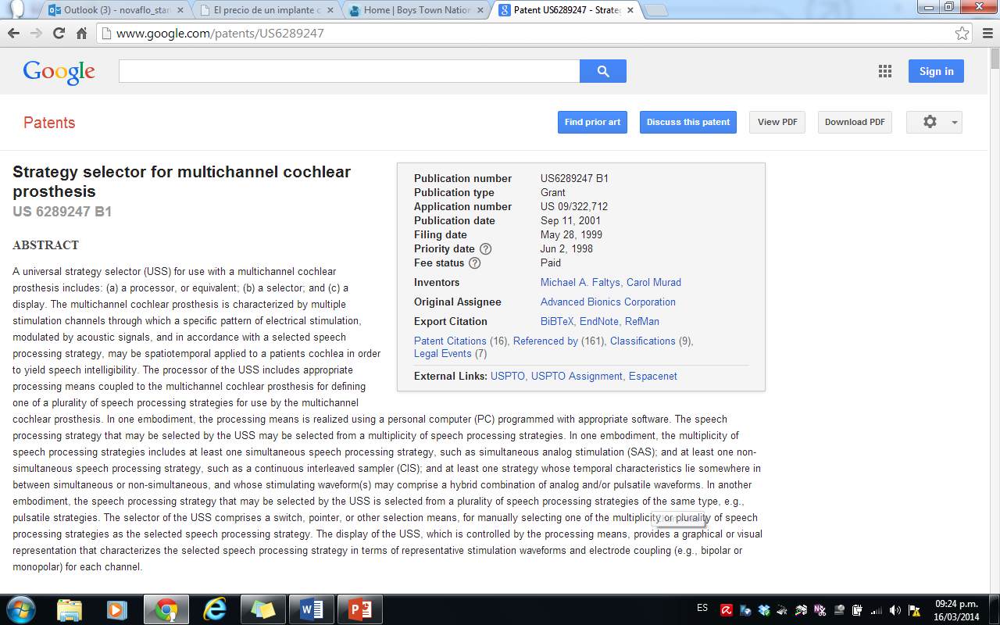 Outlook (3) - novaflo_star
El precio de un implante c
Home | Boys Town Nation
Patent US6289247 - Strate
www.google.com/patents/US6289247
Google
Sign in
Patents
Find prior art
Discuss this patent
View PDF
Download PDF
Strategy selector for multichannel cochlear
prosthesis
US 6289247 B1
Publication number US6289247 B1
Publication type Grant
Application number US 09/322,712
Publication date Sep 11, 2001
Filing date May 28, 1999
Priority date ? Jun 2, 1998
Fee status ? Paid
Inventors Michael A. Faltys, Carol Murad
Original Assignee Advanced Bionics Corporation
Export Citation BiBTeX, EndNote, RefMan
Patent Citations (16), Referenced by (161), Classifications (9),
Legal Events (7)
External Links: USPTO, USPTO Assignment, Espacenet
ABSTRACT
A universal strategy selector (USS) for use with a multichannel cochlear
prosthesis includes: (a) a processor, or equivalent; (b) a selector; and (c) a
display. The multichannel cochlear prosthesis is characterized by multiple
stimulation channels through which a specific pattern of electrical stimulation,
modulated by acoustic signals, and in accordance with a selected speech
processing strategy, may be spatiotemporal applied to a patients cochlea in order
to yield speech intelligibility. The processor of the USS includes appropriate
processing means coupled to the multichannel cochlear prosthesis for defining
one of a plurality of speech processing strategies for use by the multichannel
cochlear prosthesis. In one embodiment, the processing means is realized using a personal computer (PC) programmed with appropriate software. The speech
processing strategy that may be selected by the USS may be selected from a multiplicity of speech processing strategies. In one embodiment, the multiplicity of
speech processing strategies includes at least one simultaneous speech processing strategy, such as simultaneous analog stimulation (SAS); and at least one non-
simultaneous speech processing strategy, such as a continuous interleaved sampler (CIS); and at least one strategy whose temporal characteristics lie somewhere in
between simultaneous or non-simultaneous, and whose stimulating waveform(s) may comprise a hybrid combination of analog and/or pulsatile waveforms. In another
embodiment, the speech processing strategy that may be selected by the USS is selected from a plurality of speech processing strategies of the same type, e.g.,
pulsatile strategies. The selector of the USS comprises a switch, pointer, or other selection means, for manually selecting one of the multiplicity or plurality of speech
processing strategies as the selected speech processing strategy. The display of the USS, which is controlled by the processing means, provides a graphical or visual
representation that characterizes the selected speech processing strategy in terms of representative stimulation waveforms and electrode coupling (e.g., bipolar or
monopolar) for each channel.
ES
09:24 p.m.
16/03/2014